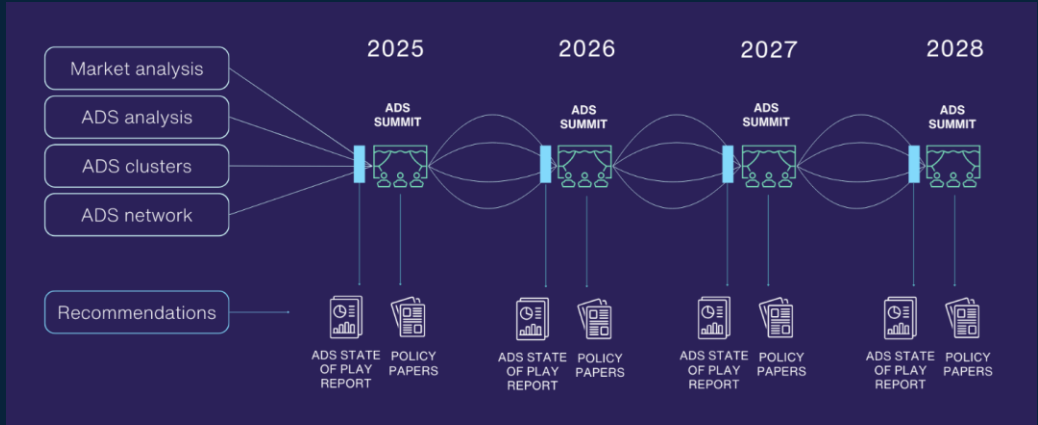 2025
2026
2027
2028
Market analysis
ADS analysis
ADS clusters
ADS network
ADS
SUMMIT
ADS
SUMMIT
ADS
SUMMIT
ADS
SUMMIT
Recommendations
ADS STATE
OF PLAY
REPORT
POLICY
PAPERS
ADS STATE
OF PLAY
REPORT
POLICY
PAPERS
ADS STATE
OF PLAY
REPORT
POLICY
PAPERS
ADS STATE
OF PLAY
REPORT
POLICY
PAPERS